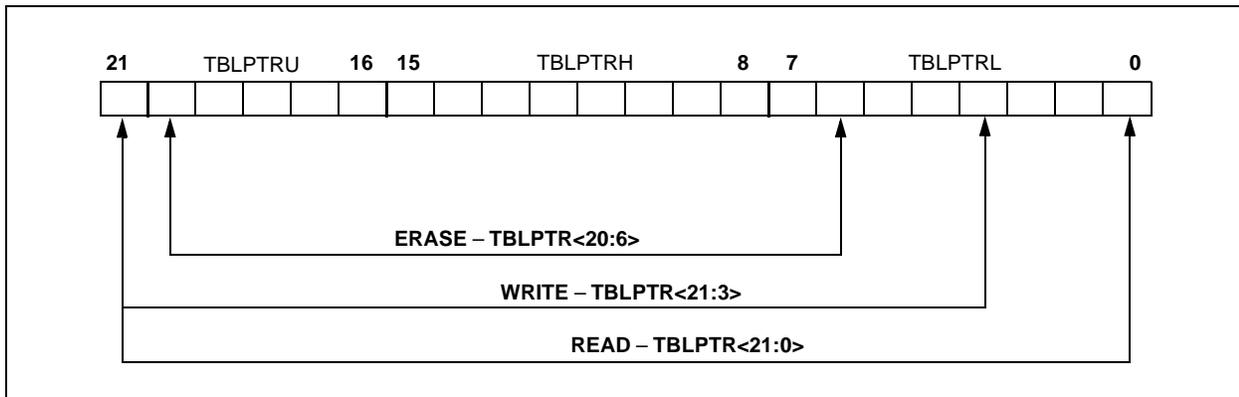 21 TBLPTRU 16 15 TBLPTRH 8 7 TBLPTRL 0
ERASE – TBLPTR<20:6>
WRITE – TBLPTR<21:3>
READ – TBLPTR<21:0>